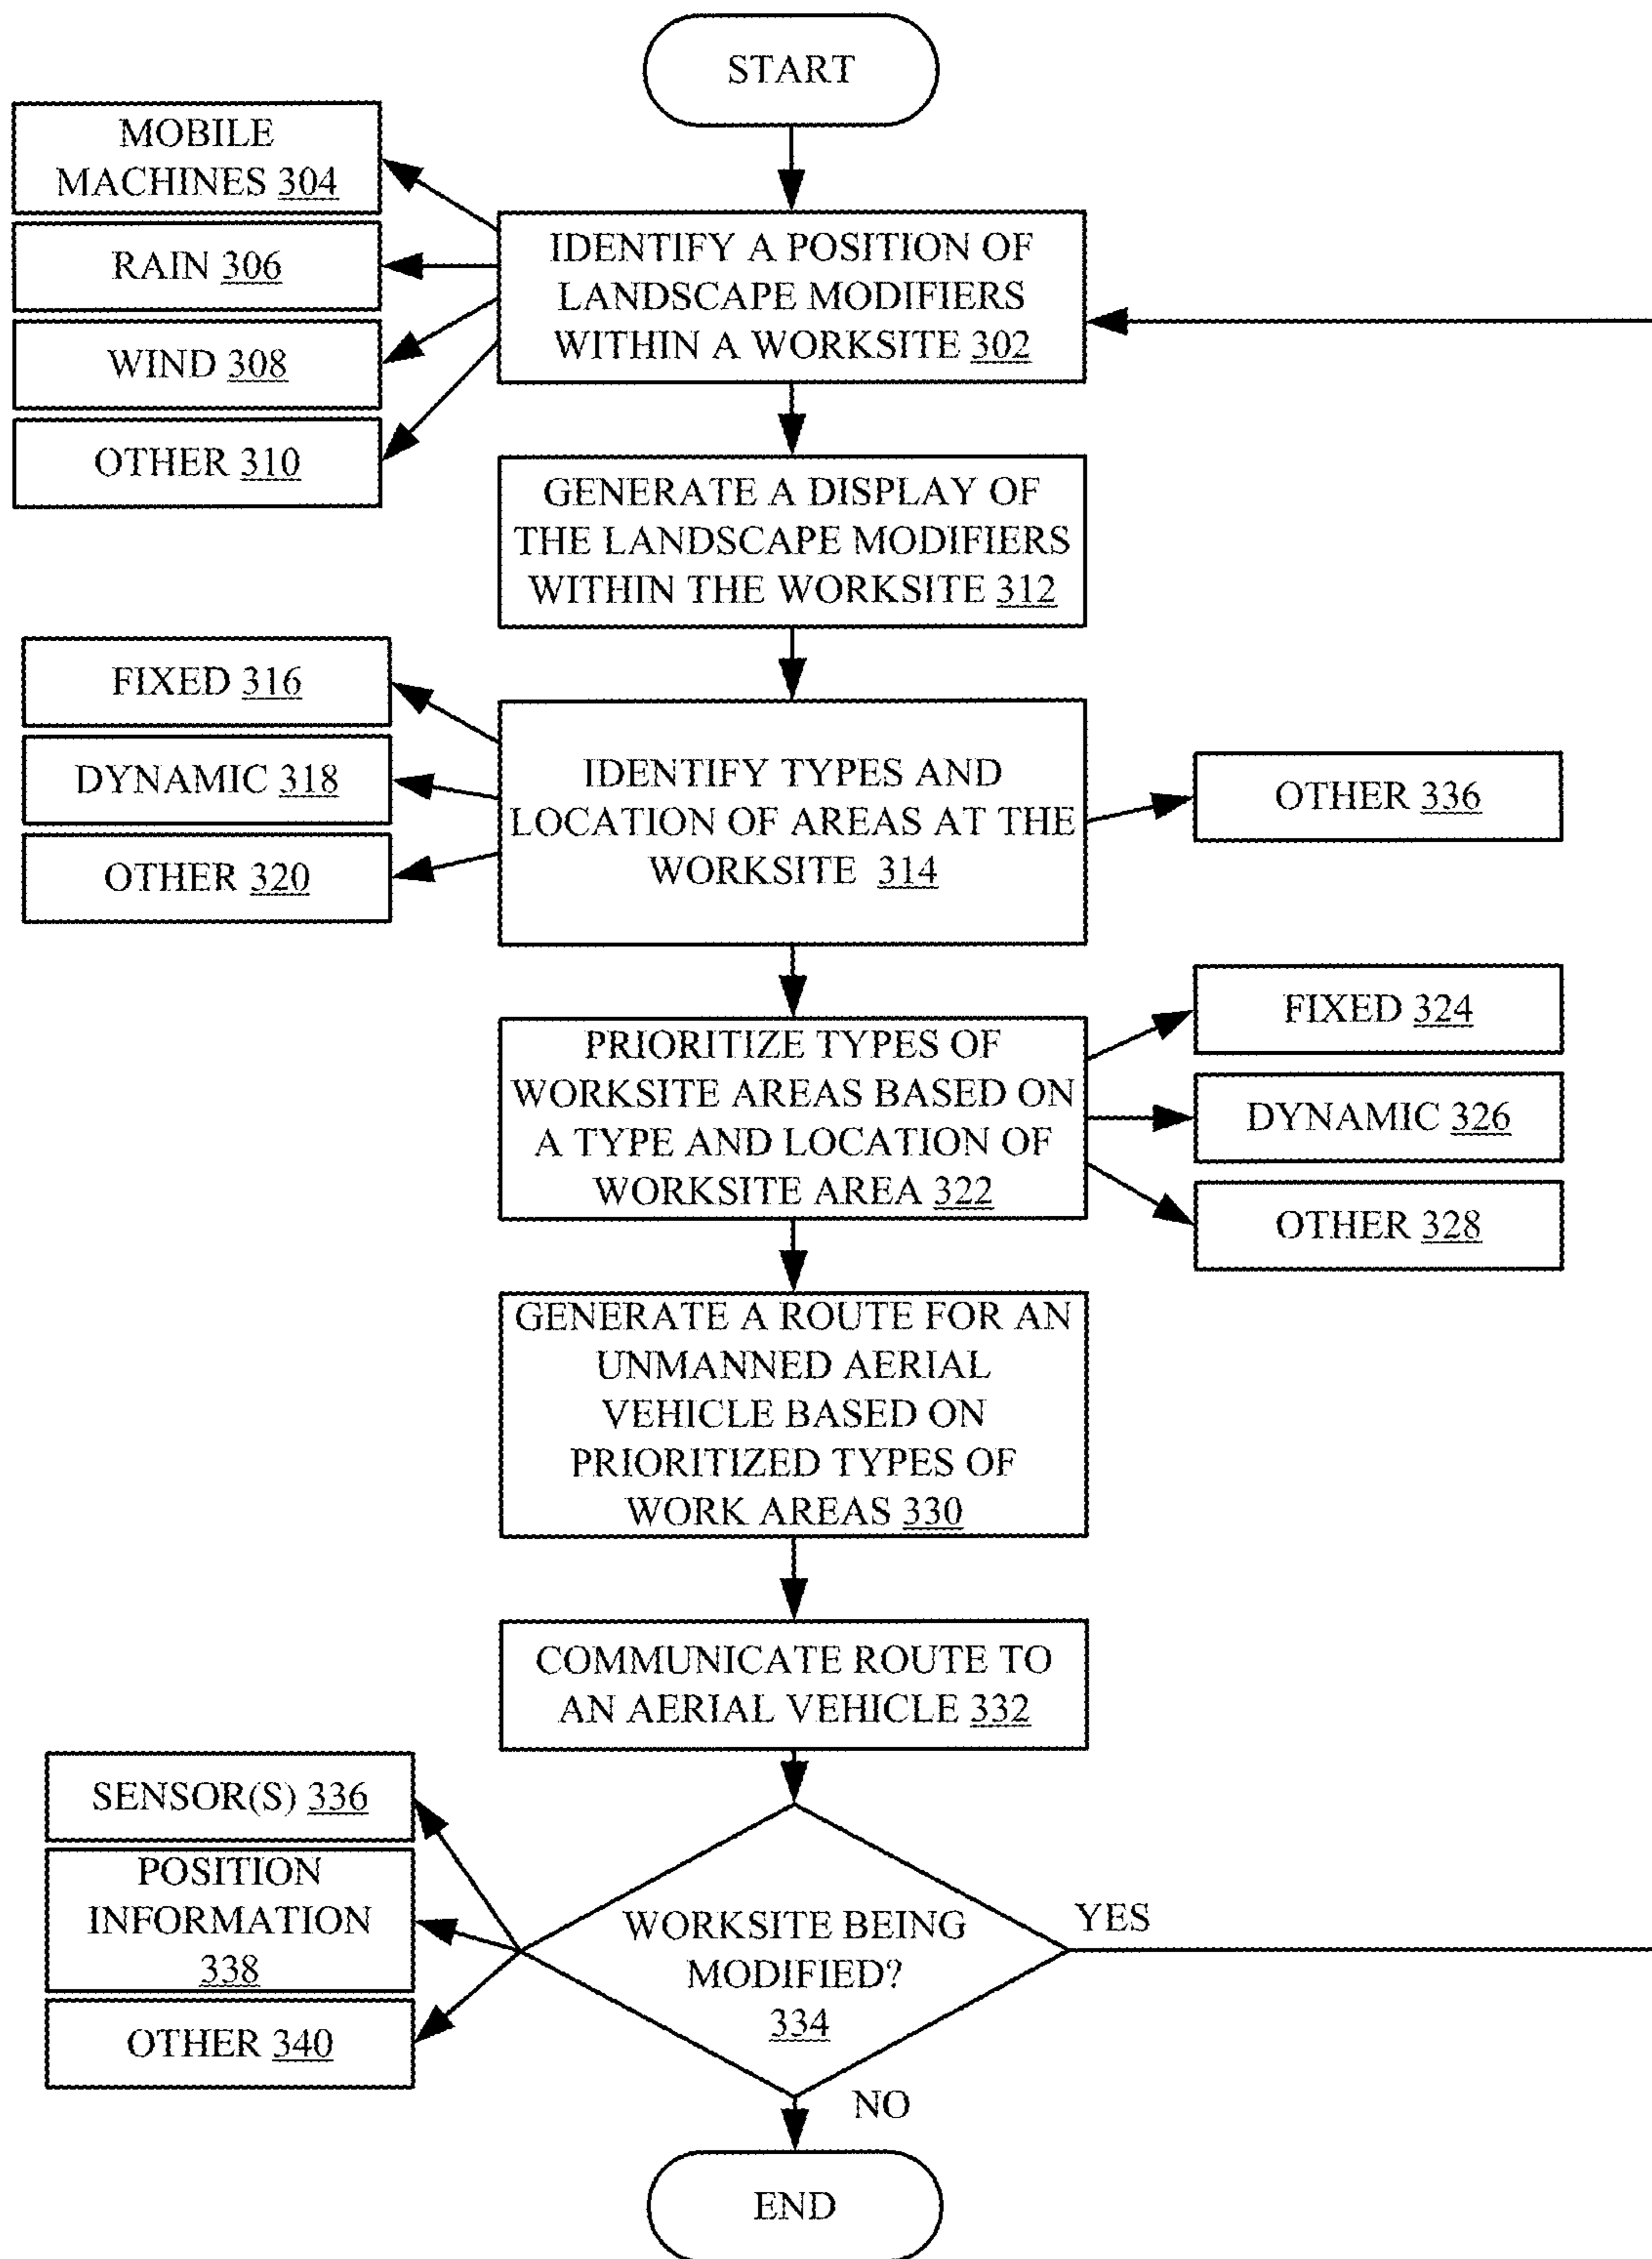 START
MOBILE
MACHINES 304
RAIN 306
WIND 308
OTHER 310
IDENTIFY A POSITION OF
LANDSCAPE MODIFIERS
WITHIN A WORKSITE 302
GENERATE A DISPLAY OF
THE LANDSCAPE MODIFIERS
WITHIN THE WORKSITE 312
FIXED 316
DYNAMIC 318
OTHER 320
IDENTIFY TYPES AND
LOCATION OF AREAS AT THE
WORKSITE 314
OTHER 336
PRIORITIZE TYPES OF
WORKSITE AREAS BASED ON
A TYPE AND LOCATION OF
WORKSITE AREA 322
FIXED 324
DYNAMIC 326
OTHER 328
GENERATE A ROUTE FOR AN
UNMANNED AERIAL
VEHICLE BASED ON
PRIORITIZED TYPES OF
WORK AREAS 330
COMMUNICATE ROUTE TO
AN AERIAL VEHICLE 332
SENSOR(S) 336
POSITION
INFORMATION
338
OTHER 340
WORKSITE BEING
MODIFIED?
334
YES
NO
END